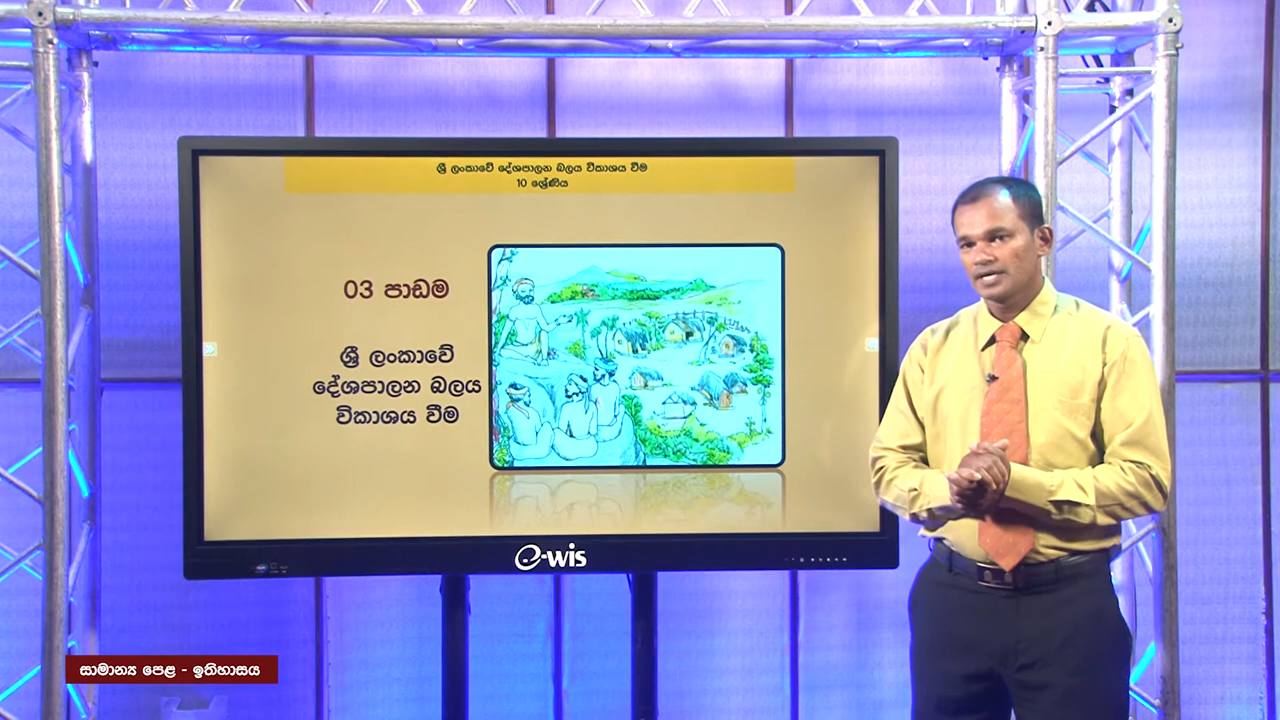 ශ්‍රී ලංකාවේ දේශපාලන බලය විකාශය වීම
10 ශ්‍රේණිය
03 පාඩම
ශ්‍රී ලංකාවේ
දේශපාලන බලය
විකාශය වීම
e-wis
සාමාන්‍ය පෙළ - ඉතිහාසය